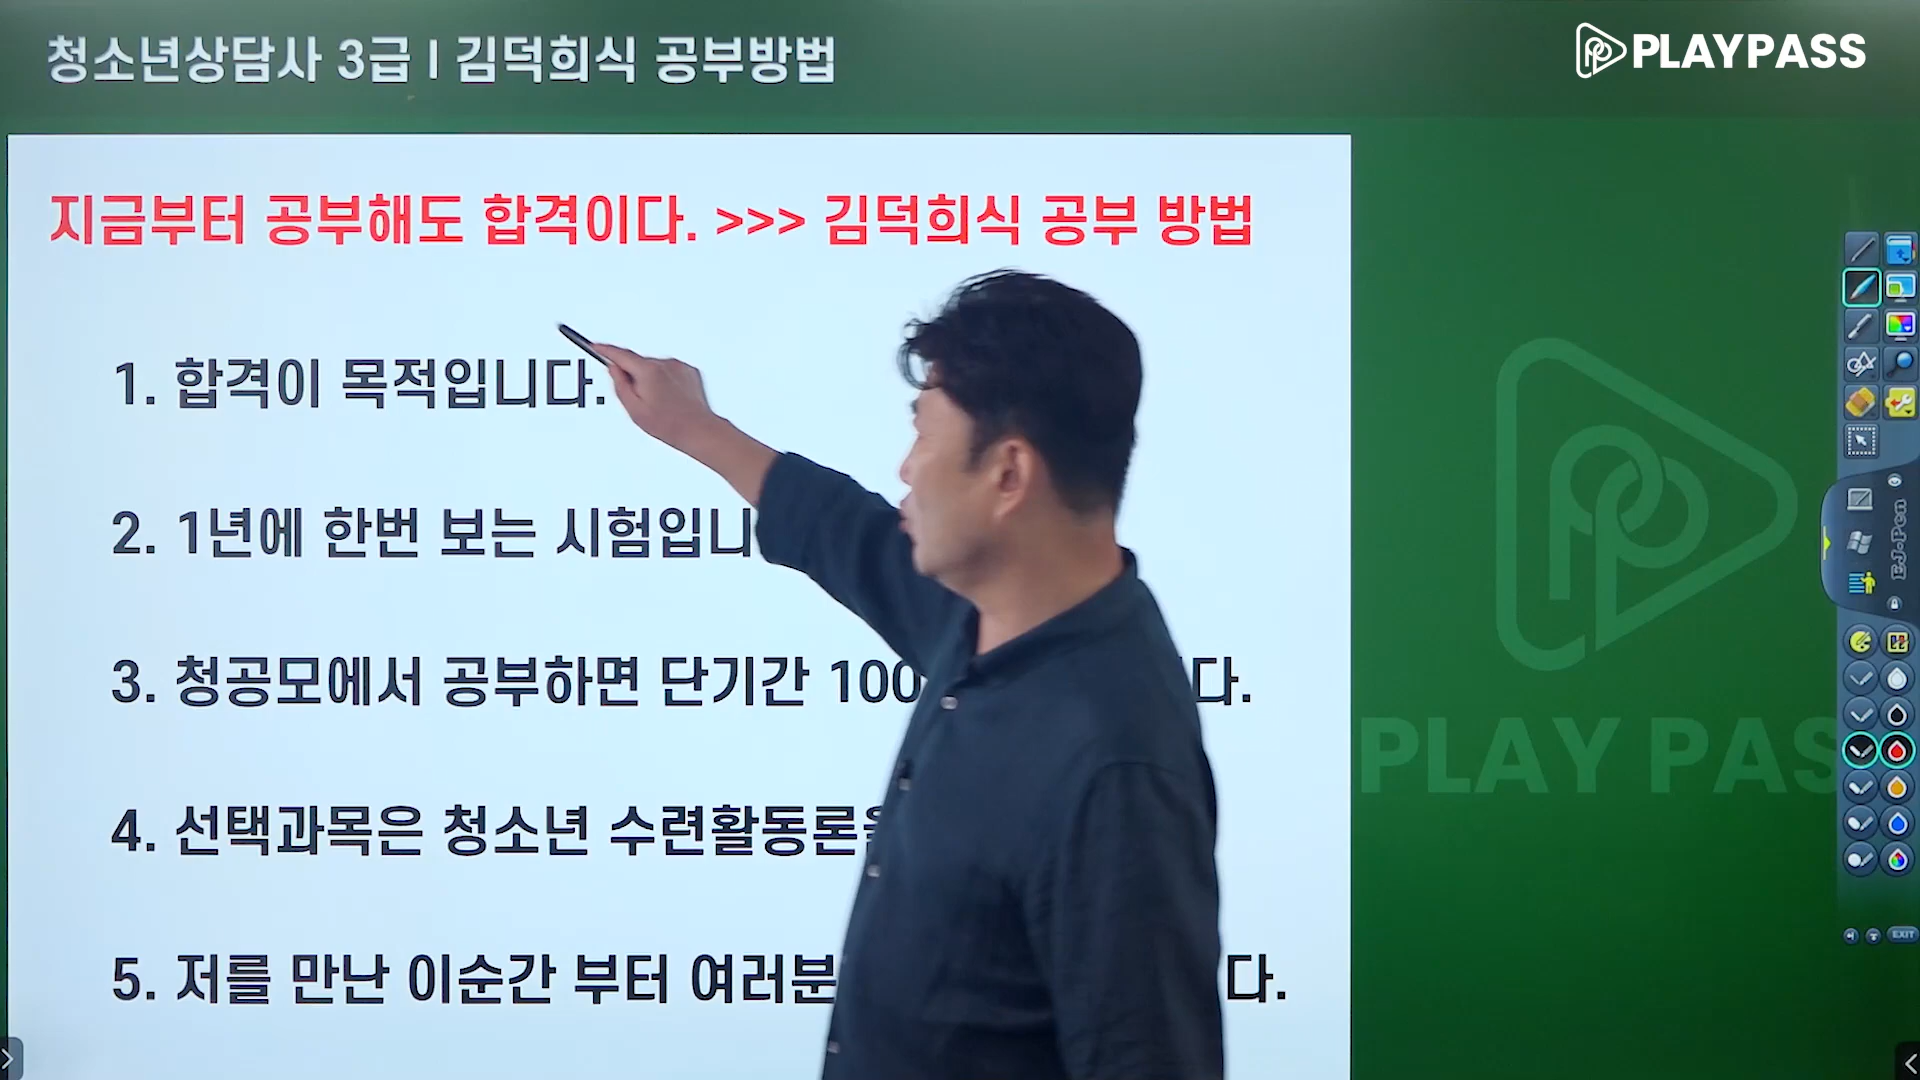 청소년상담사 3급 I 김덕희식 공부방법
PLAYPASS
지금부터 공부해도 합격이다. >>> 김덕희식 공부 방법
1. 합격이 목적입니다.
2. 1년에 한번 보는 시험입니
3. 청공모에서 공부하면 단기간 100 다.
4. 선택과목은 청소년 수련활동론을
5. 저를 만난 이순간 부터 여러분 다.
PLAY PAS
EJ-Pen
EXIT